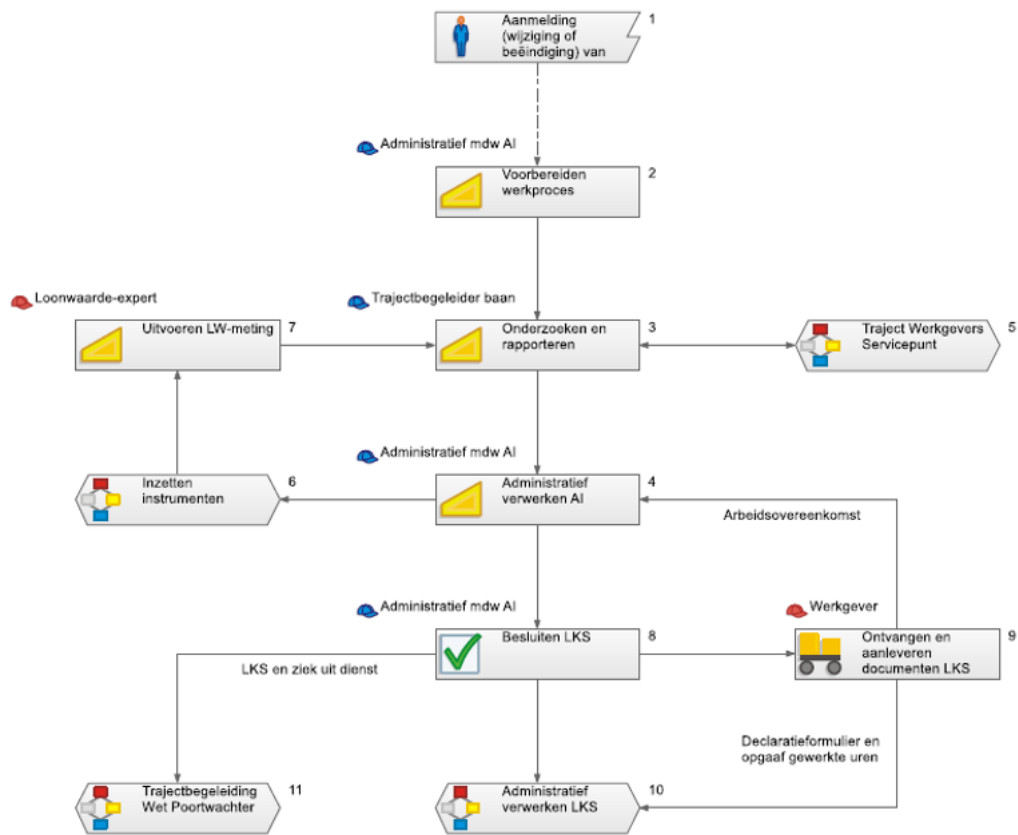 Aanmelding
(wijziging of
beëindiging) van
1
Administratief mdw AI
Voorbereiden
werkproces
2
Loonwaarde-expert
Trajectbegeleider baan
Uitvoeren LW-meting
7
Onderzoeken en
rapporteren
3
Traject Werkgevers
Servicepunt
5
Administratief mdw AI
Inzetten
instrumenten
6
Administratief
verwerken AI
4
Arbeidsovereenkomst
Administratief mdw AI
Werkgever
Besluiten LKS
8
Ontvangen en
aanleveren
documenten LKS
9
LKS en ziek uit dienst
Declaratieformulier en
opgaaf gewerkte uren
Trajectbegeleiding
Wet Poortwachter
11
Administratief
verwerken LKS
10